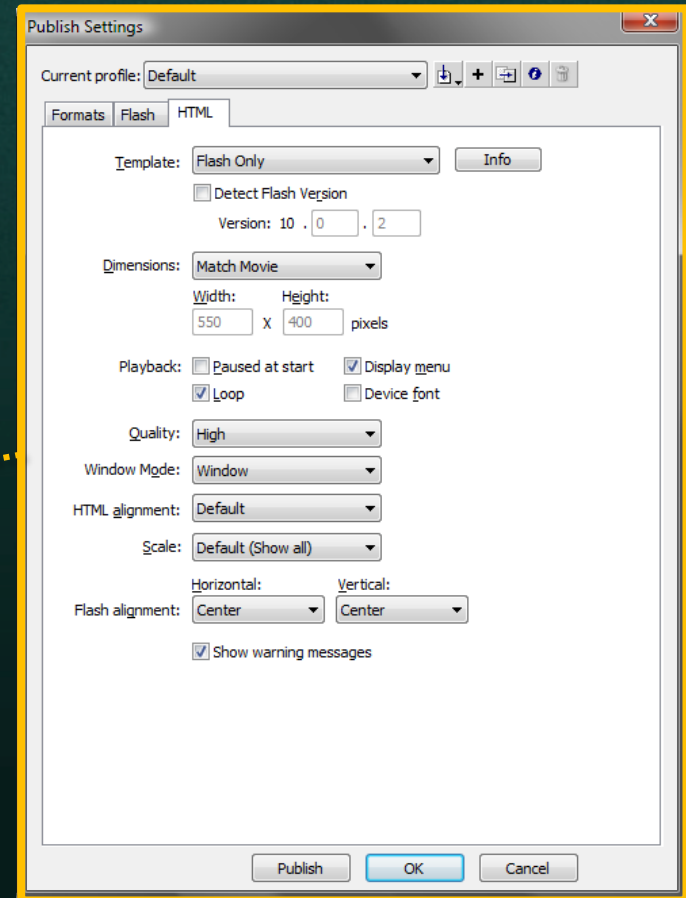 Publish Settings
Current profile: Default
Formats Flash HTML
Template: Flash Only Info
Detect Flash Version
Version: 10 . 0 . 2
Dimensions: Match Movie
Width: Height:
550 X 400 pixels
Playback: Paused at start Display menu
Loop Device font
Quality: High
Window Mode: Window
HTML alignment: Default
Scale: Default (Show all)
Horizontal: Vertical:
Flash alignment: Center Center
Show warning messages
Publish OK Cancel